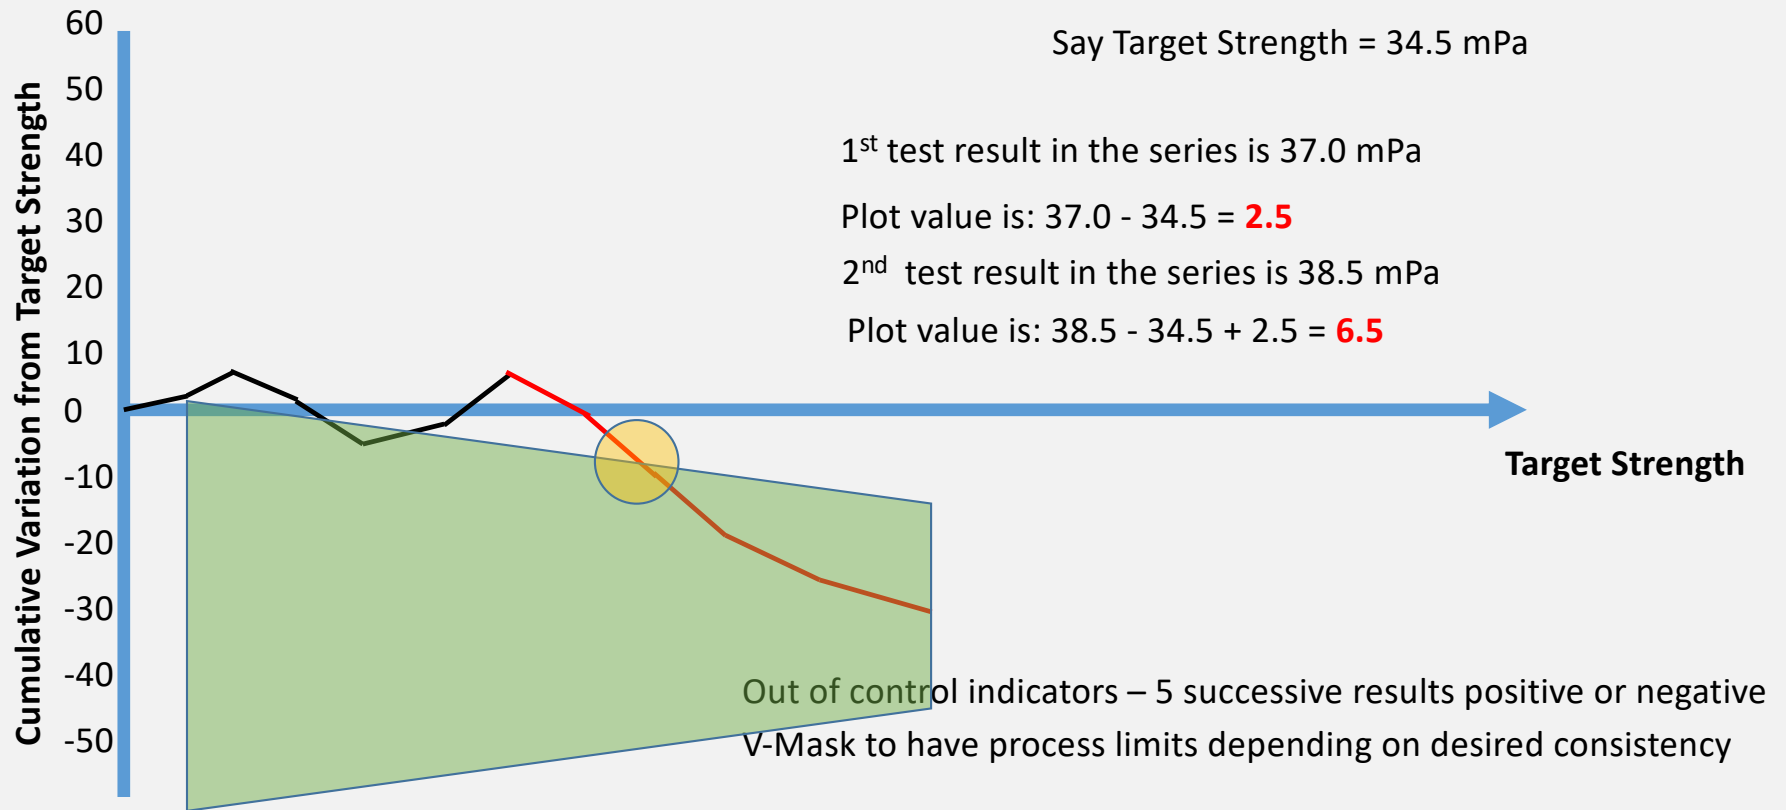 60
50
40
30
20
10
0
-10
-20
-30
-40
-50
Cumulative Variation from Target Strength
Say Target Strength = 34.5 mPa
1st test result in the series is 37.0 mPa
Plot value is: 37.0 - 34.5 = 2.5
2nd test result in the series is 38.5 mPa
Plot value is: 38.5 - 34.5 + 2.5 = 6.5
Target Strength
Out of control indicators – 5 successive results positive or negative
V-Mask to have process limits depending on desired consistency